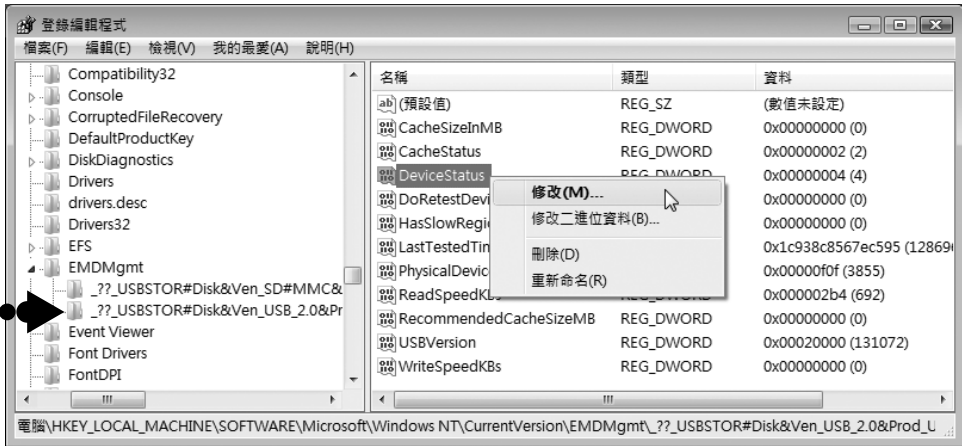 登錄編輯程式
檔案(F) 編輯(E) 檢視(V) 我的最愛(A) 說明(H)
Compatibility32
Console
CorruptedFileRecovery
DefaultProductKey
DiskDiagnostics
Drivers
drivers.desc
Drivers32
EFS
EMDMgmt
_??_USBSTOR#Disk&Ven_SD#MMC&
_??_USBSTOR#Disk&Ven_USB_2.0&Pr
Event Viewer
Font Drivers
FontDPI
名稱 類型 資料
(預設值) REG_SZ (數值未設定)
CacheSizeInMB REG_DWORD 0x00000000 (0)
CacheStatus REG_DWORD 0x00000002 (2)
DeviceStatus REG_DWORD 0x00000004 (4)
DoRetestDevi 0x00000000 (0)
HasSlowRegi 0x00000000 (0)
LastTestedTim 0x1c938c8567ec595 (12869
PhysicalDevic 0x00000f0f (3855)
ReadSpeedKB 0x000002b4 (692)
RecommendedCacheSizeMB REG_DWORD 0x00000000 (0)
USBVersion REG_DWORD 0x00020000 (131072)
WriteSpeedKBs REG_DWORD 0x00000000 (0)
修改(M)...
修改二進位資料(B)...
刪除(D)
重新命名(R)
電腦\HKEY_LOCAL_MACHINE\SOFTWARE\Microsoft\Windows NT\CurrentVersion\EMDMgmt\_??_USBSTOR#Disk&Ven_USB_2.0&Prod_U